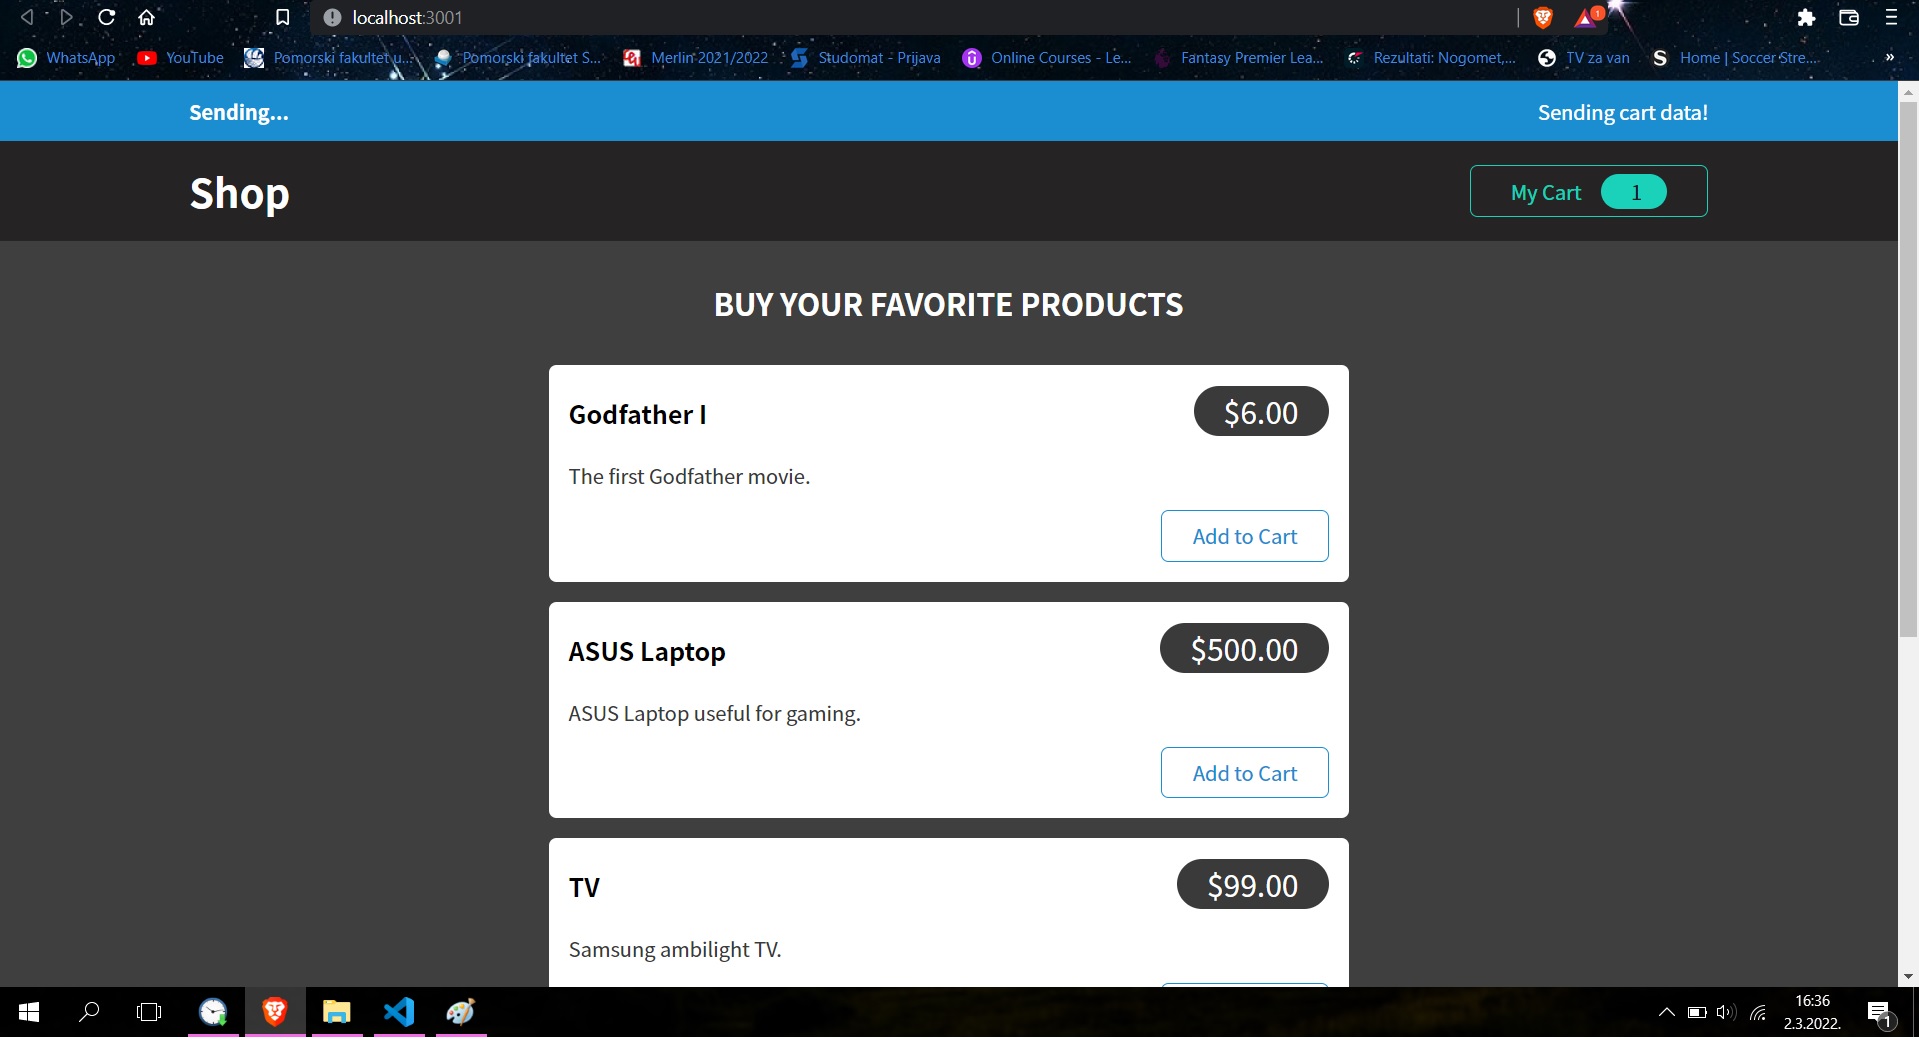 localhost:3001
1
WhatsApp YouTube Pomorski fakultet u... Pomorski fakultet S... Merlin 2021/2022 Studomat - Prijava Online Courses - Le... Fantasy Premier Lea... Rezultati: Nogomet,... TV za van Home | Soccer Stre... »
Sending... Sending cart data!
Shop My Cart 1
BUY YOUR FAVORITE PRODUCTS
Godfather I $6.00
The first Godfather movie.
Add to Cart
ASUS Laptop $500.00
ASUS Laptop useful for gaming.
Add to Cart
TV $99.00
Samsung ambilight TV.
16:36
2.3.2022.
1